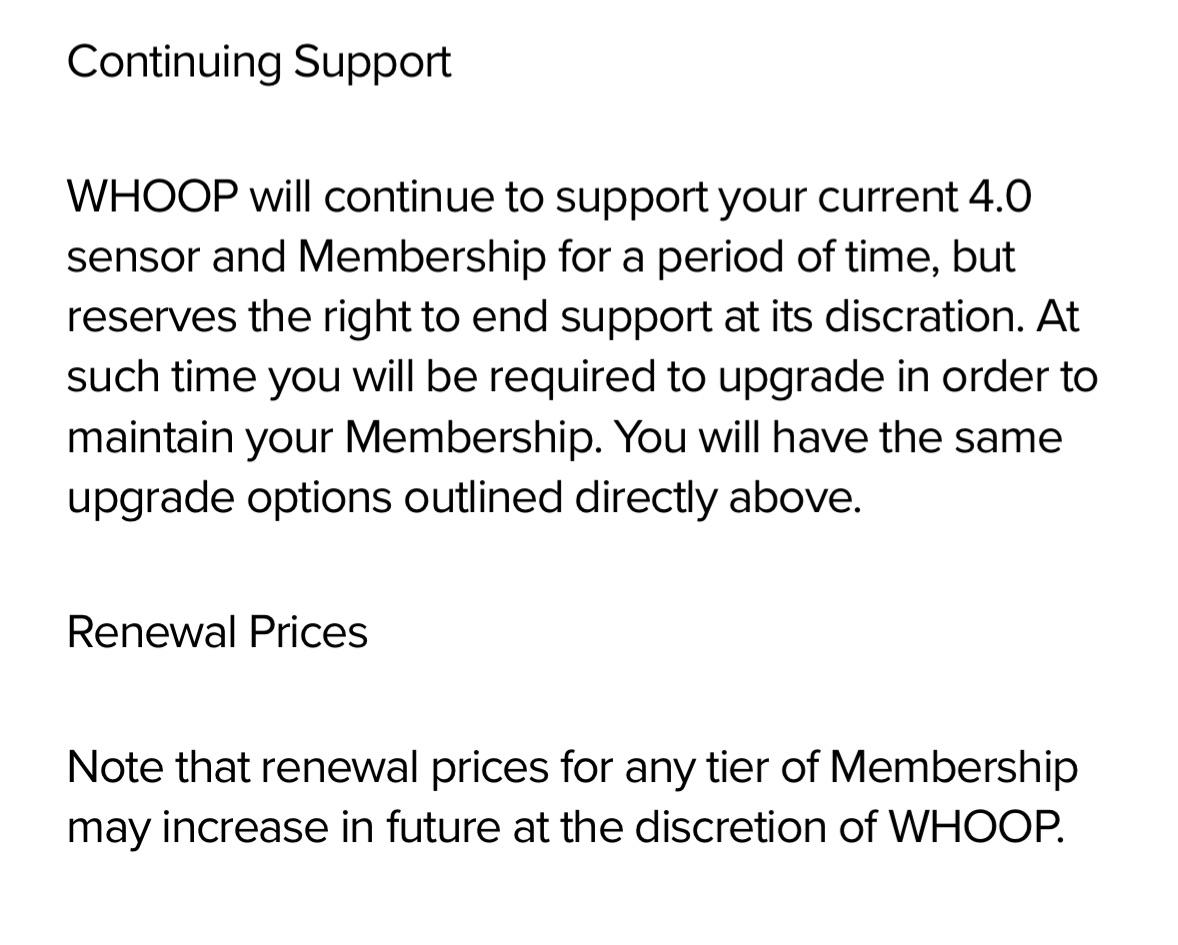 Continuing Support
WHOOP will continue to support your current 4.0
sensor and Membership for a period of time, but
reserves the right to end support at its discration. At
such time you will be required to upgrade in order to
maintain your Membership. You will have the same
upgrade options outlined directly above.
Renewal Prices
Note that renewal prices for any tier of Membership
may increase in future at the discretion of WHOOP.